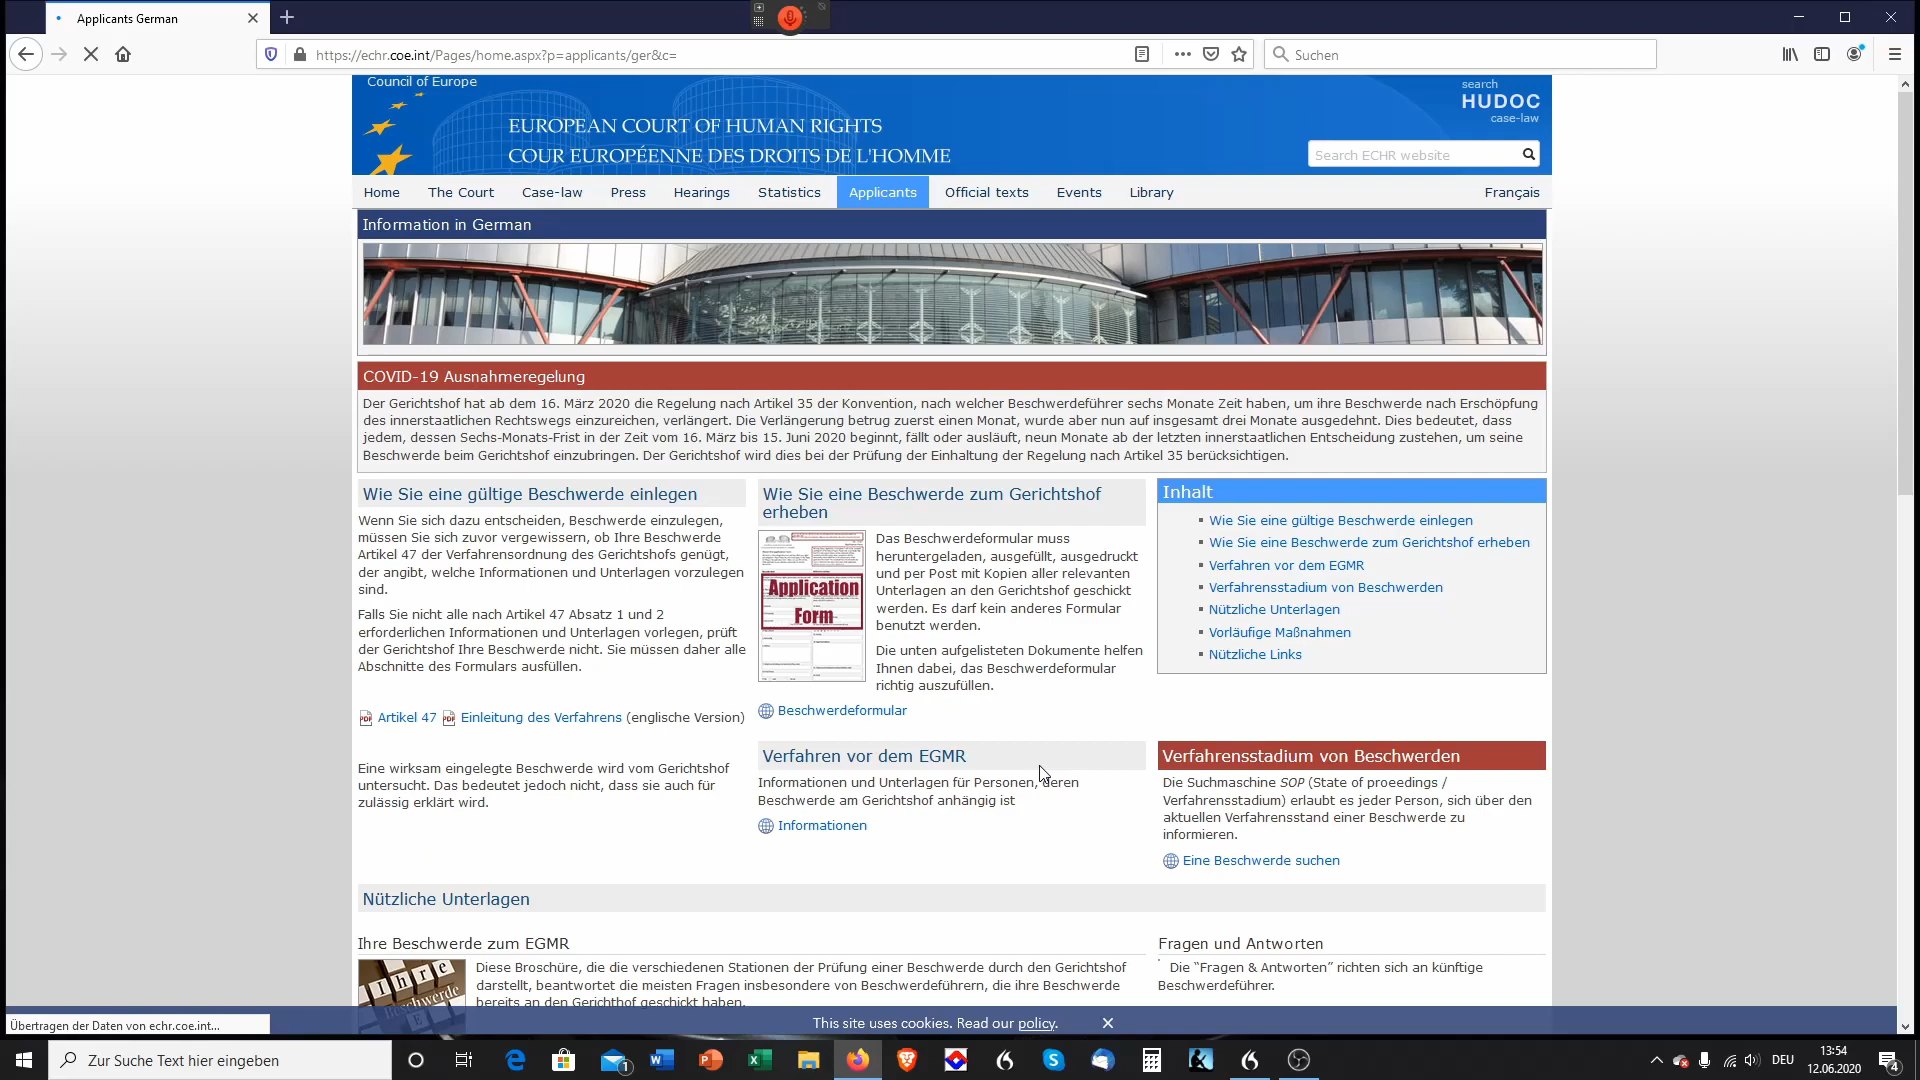 Applicants German
https://echr.coe.int/Pages/home.aspx?p=applicants/ger&c=
Suchen
Council of Europe
EUROPEAN COURT OF HUMAN RIGHTS
COUR EUROPÉENNE DES DROITS DE L'HOMME
search
HUDOC
case-law
Search ECHR website
Home The Court Case-law Press Hearings Statistics Applicants Official texts Events Library Français
Information in German
COVID-19 Ausnahmeregelung
Der Gerichtshof hat ab dem 16. März 2020 die Regelung nach Artikel 35 der Konvention, nach welcher Beschwerdeführer sechs Monate Zeit haben, um ihre Beschwerde nach Erschöpfung
des innerstaatlichen Rechtswegs einzureichen, verlängert. Die Verlängerung betrug zuerst einen Monat, wurde aber nun auf insgesamt drei Monate ausgedehnt. Dies bedeutet, dass
jedem, dessen Sechs-Monats-Frist in der Zeit vom 16. März bis 15. Juni 2020 beginnt, fällt oder ausläuft, neun Monate ab der letzten innerstaatlichen Entscheidung zustehen, um seine
Beschwerde beim Gerichtshof einzubringen. Der Gerichtshof wird dies bei der Prüfung der Einhaltung der Regelung nach Artikel 35 berücksichtigen.
Wie Sie eine gültige Beschwerde einlegen
Wenn Sie sich dazu entscheiden, Beschwerde einzulegen,
müssen Sie sich zuvor vergewissern, ob Ihre Beschwerde
Artikel 47 der Verfahrensordnung des Gerichtshofs genügt,
der angibt, welche Informationen und Unterlagen vorzulegen
sind.
Falls Sie nicht alle nach Artikel 47 Absatz 1 und 2
erforderlichen Informationen und Unterlagen vorlegen, prüft
der Gerichtshof Ihre Beschwerde nicht. Sie müssen daher alle
Abschnitte des Formulars ausfüllen.
PDF Artikel 47 PDF Einleitung des Verfahrens (englische Version)
Eine wirksam eingelegte Beschwerde wird vom Gerichtshof
untersucht. Das bedeutet jedoch nicht, dass sie auch für
zulässig erklärt wird.
Wie Sie eine Beschwerde zum Gerichtshof
erheben
Application
Form
Das Beschwerdeformular muss
heruntergeladen, ausgefüllt, ausgedruckt
und per Post mit Kopien aller relevanten
Unterlagen an den Gerichtshof geschickt
werden. Es darf kein anderes Formular
benutzt werden.
Die unten aufgelisteten Dokumente helfen
Ihnen dabei, das Beschwerdeformular
richtig auszufüllen.
Beschwerdeformular
Inhalt
Wie Sie eine gültige Beschwerde einlegen
Wie Sie eine Beschwerde zum Gerichtshof erheben
Verfahren vor dem EGMR
Verfahrensstadium von Beschwerden
Nützliche Unterlagen
Vorläufige Maßnahmen
Nützliche Links
Verfahren vor dem EGMR
Informationen und Unterlagen für Personen, deren
Beschwerde am Gerichtshof anhängig ist
Informationen
Verfahrensstadium von Beschwerden
Die Suchmaschine SOP (State of proeedings /
Verfahrensstadium) erlaubt es jeder Person, sich über den
aktuellen Verfahrensstand einer Beschwerde zu
informieren.
Eine Beschwerde suchen
Nützliche Unterlagen
Ihre Beschwerde zum EGMR
Ihre
Beschwerde
Diese Broschüre, die die verschiedenen Stationen der Prüfung einer Beschwerde durch den Gerichtshof
darstellt, beantwortet die meisten Fragen insbesondere von Beschwerdeführern, die ihre Beschwerde
bereits an den Gerichthof geschickt haben.
Fragen und Antworten
Die “Fragen & Antworten” richten sich an künftige
Beschwerdeführer.
This site uses cookies. Read our policy.
Übertragen der Daten von echr.coe.int...
Zur Suche Text hier eingeben
1
DEU
13:54
12.06.2020
4